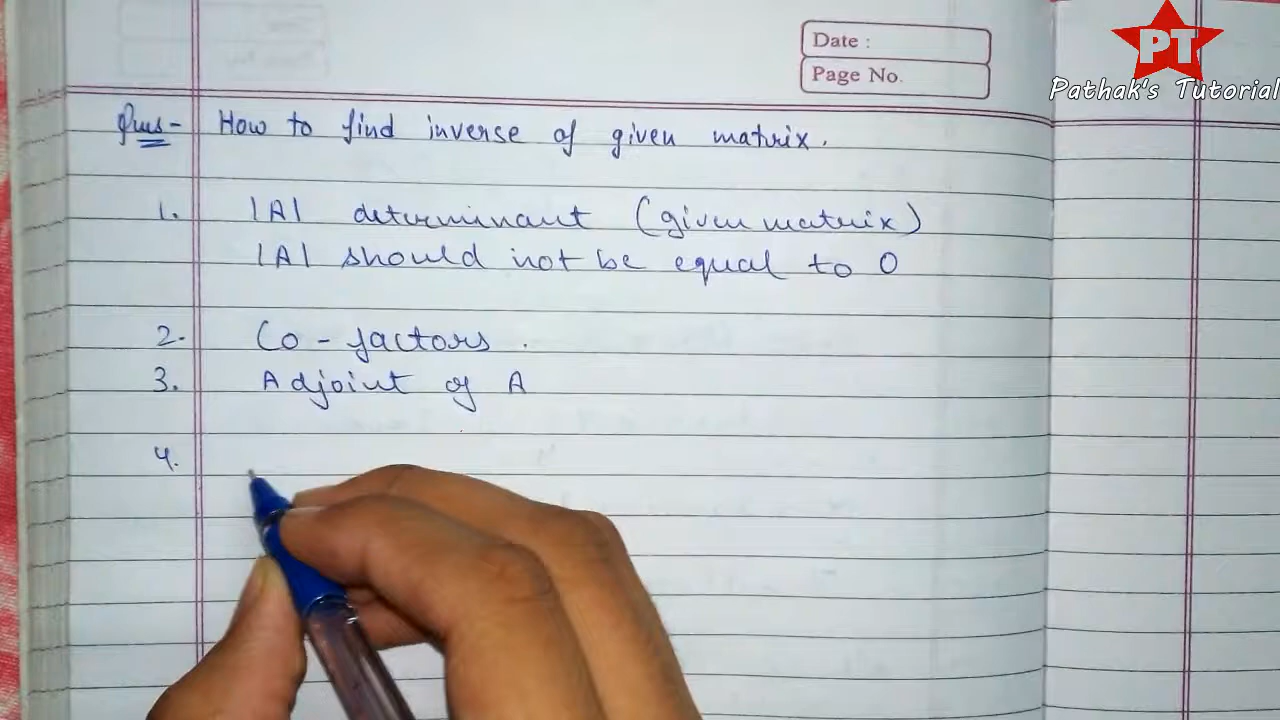 Date :
Page No.
PT
Pathak's Tutorial
Ques - How to find inverse of given matrix.
1. |A| determinant (given matrix)
|A| should not be equal to 0
2. Co - factors .
3. Adjoint of A
4.